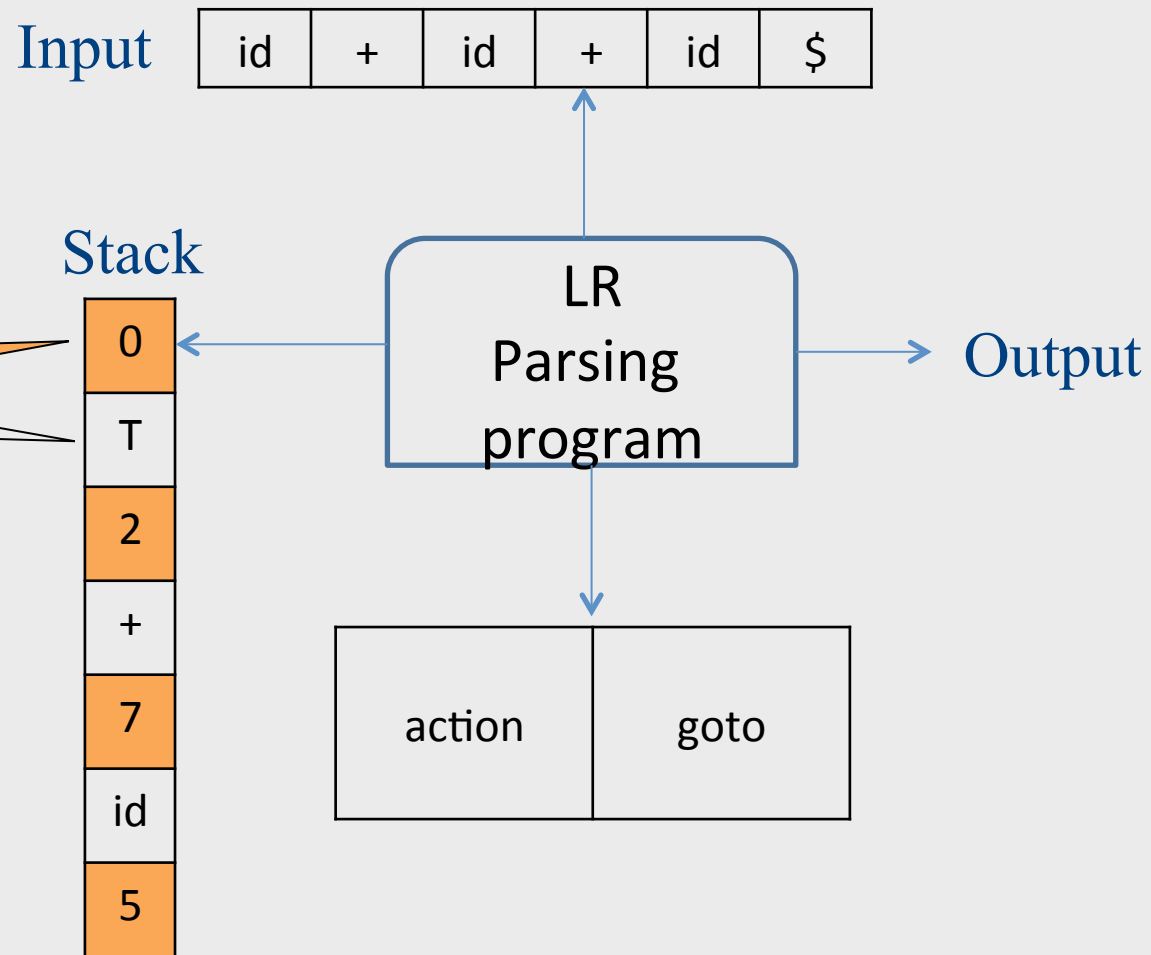 Input id + id + id $
Stack
LR
Parsing
program
Output
0
T
2
+
7
id
5
action goto